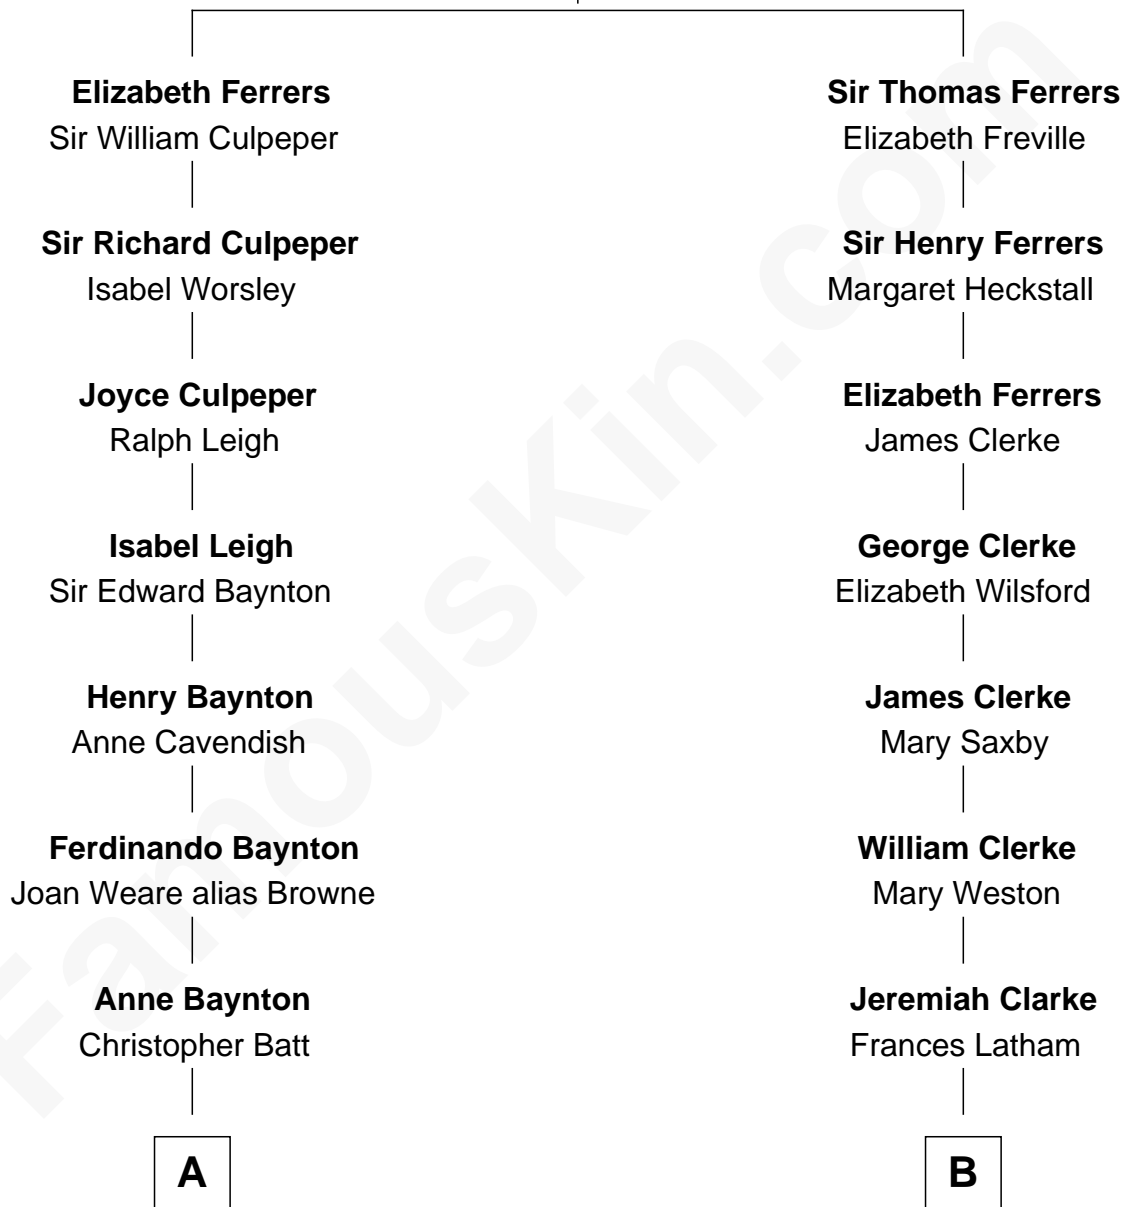 Elizabeth Ferrers
Sir William Culpeper
Sir Thomas Ferrers
Elizabeth Freville
Sir Richard Culpeper
Isabel Worsley
Sir Henry Ferrers
Margaret Heckstall
Joyce Culpeper
Ralph Leigh
Elizabeth Ferrers
James Clerke
Isabel Leigh
Sir Edward Baynton
George Clerke
Elizabeth Wilsford
Henry Baynton
Anne Cavendish
James Clerke
Mary Saxby
Ferdinando Baynton
Joan Weare alias Browne
William Clerke
Mary Weston
Anne Baynton
Christopher Batt
Jeremiah Clarke
Frances Latham
A
B
FamousKin.com